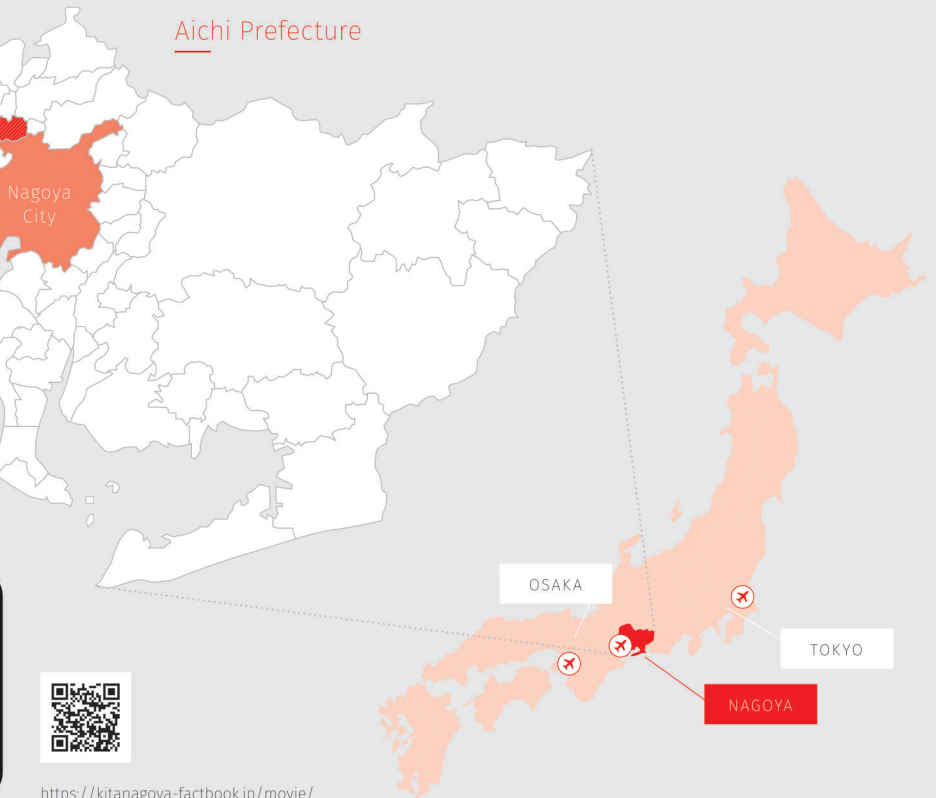 Aichi Prefecture
Nagoya
City
OSAKA
TOKYO
NAGOYA
https://kitanagoya-factbook.jp/movie/